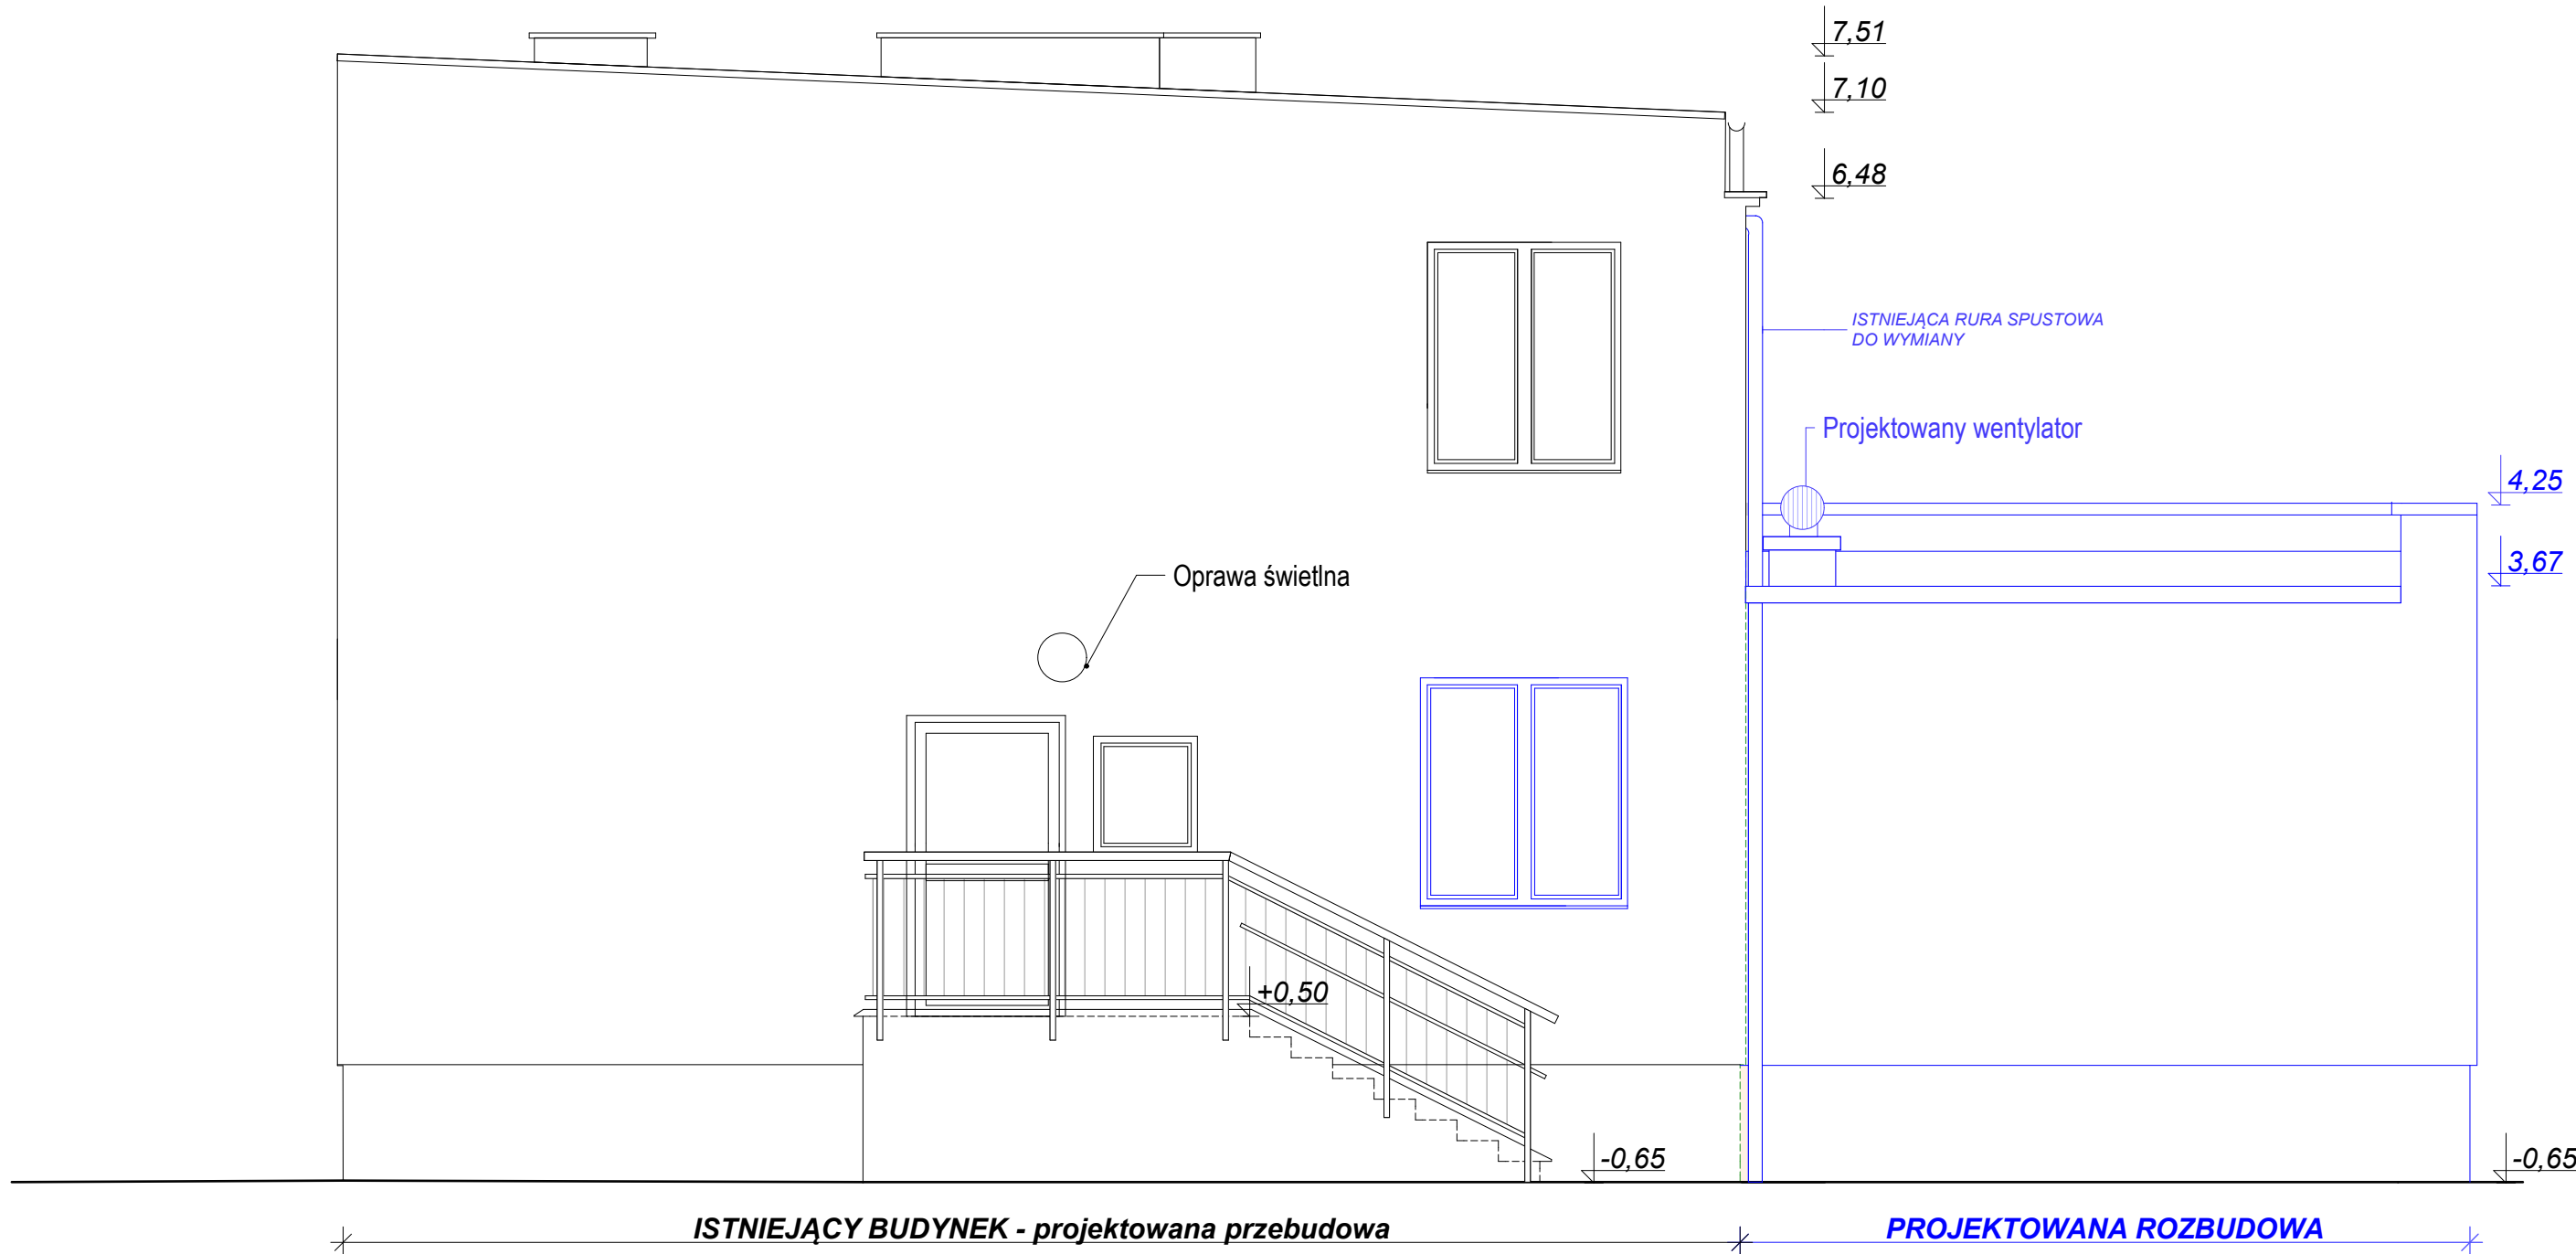 7,51
7,10
6,48
ISTNIEJĄCA RURA SPUSTOWA
DO WYMIANY
Projektowany wentylator
4,25
3,67
Oprawa świetlna
+0,50
-0,65
-0,65
ISTNIEJĄCY BUDYNEK - projektowana przebudowa
PROJEKTOWANA ROZBUDOWA